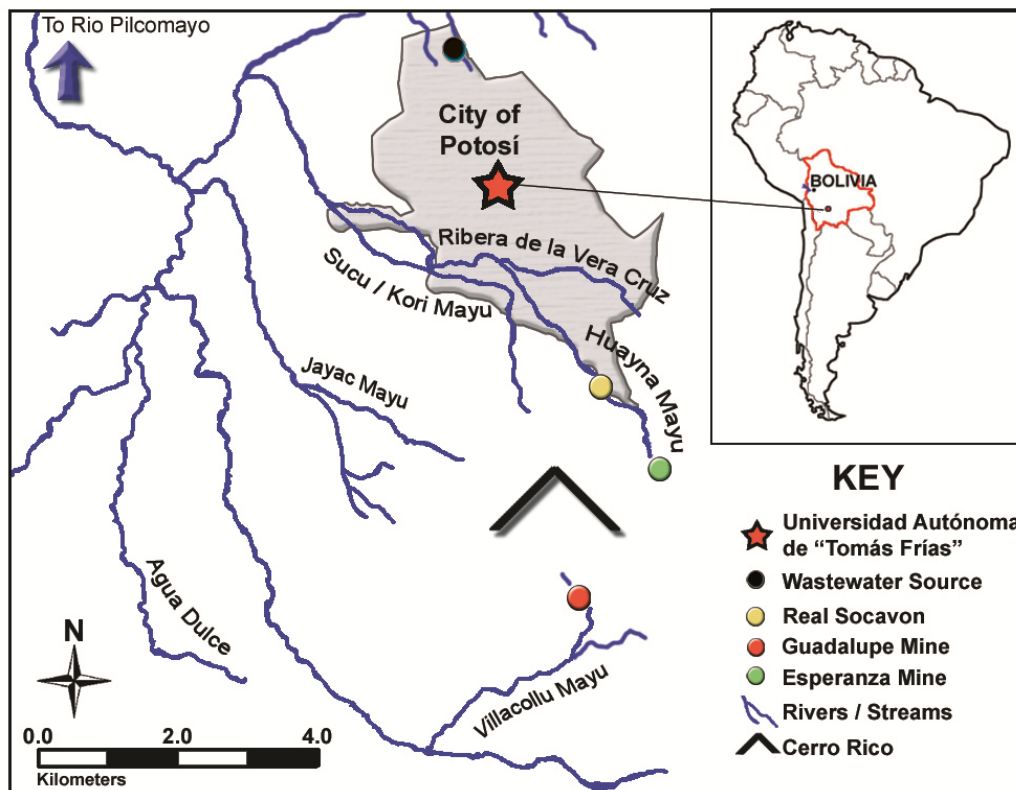 To Rio Pilcomayo
City of
Potosí
BOLIVIA
Ribera de la Vera Cruz
Sucu / Kori Mayu
Huayna Mayu
Jayac Mayu
Agua Dulce
Villacollu Mayu
N
0.0 2.0 4.0
Kilometers
KEY
Universidad Autónoma
de “Tomás Frías”
Wastewater Source
Real Socavon
Guadalupe Mine
Esperanza Mine
Rivers / Streams
Cerro Rico